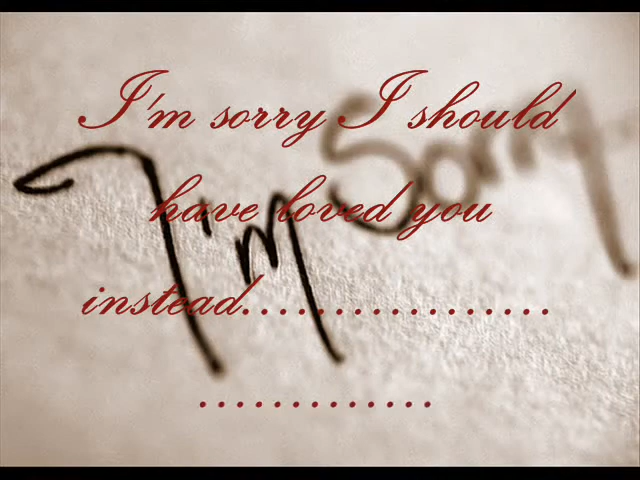 I'm sorry I should
have loved you
instead.................
.............
I'm Sorry